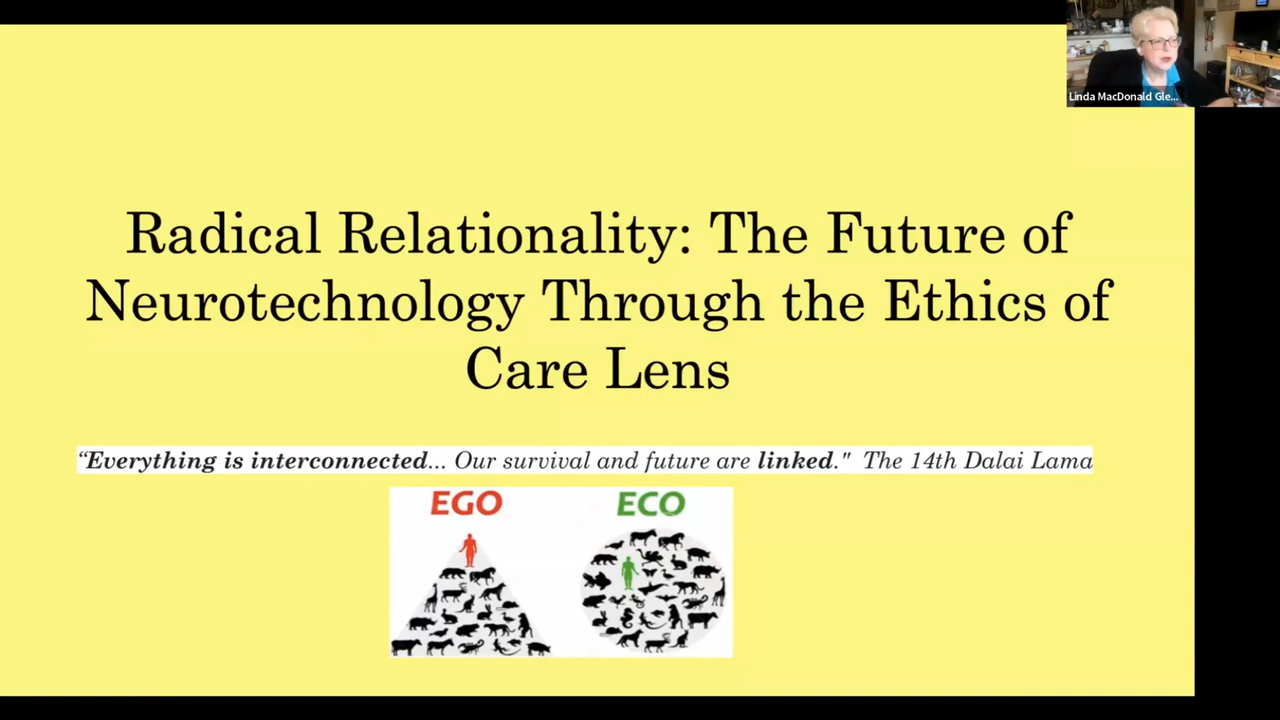 Linda MacDonald Gle...
Radical Relationality: The Future of
Neurotechnology Through the Ethics of
Care Lens
“Everything is interconnected... Our survival and future are linked." The 14th Dalai Lama
EGO ECO